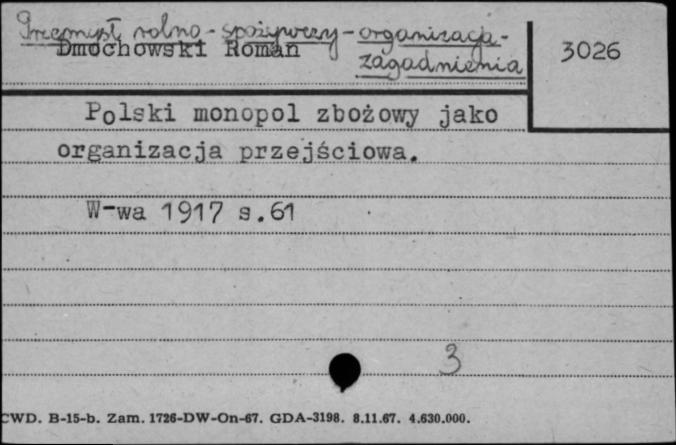 Przemysł rolno-spożywczy-organizacja-
zagadnienia
Dmochowski Roman
3026
Polski monopol zbożowy jako
organizacja przejściowa.
W-wa 1917 s.61
3
CWD. B-15-b. Zam. 1726-DW-On-67. GDA-3198. 8.11.67. 4.630.000.